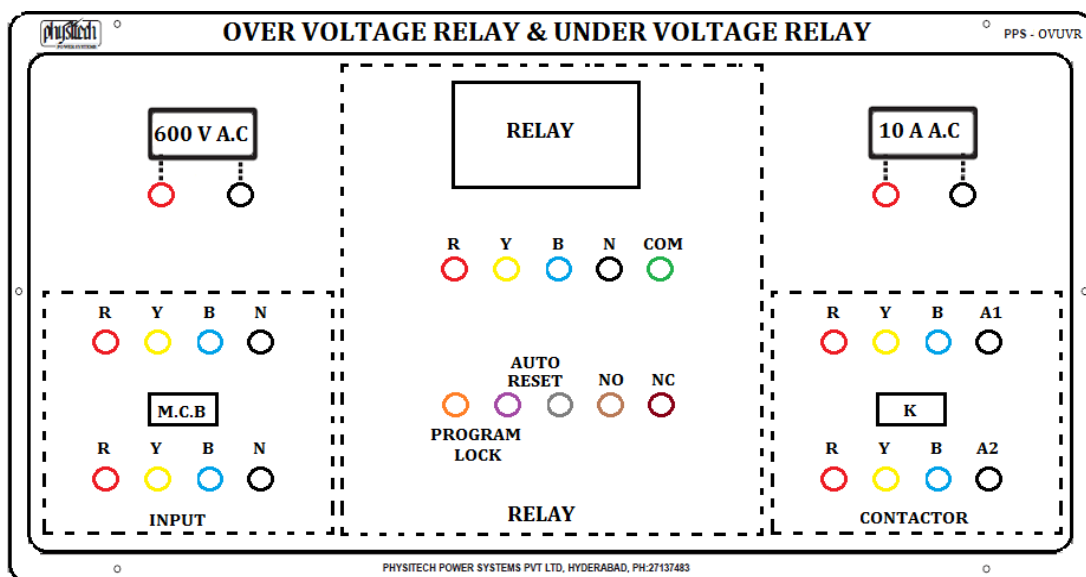 physitech
POWER SYSTEMS
OVER VOLTAGE RELAY & UNDER VOLTAGE RELAY
PPS - OVUVR
600 V A.C
RELAY
10 A A.C
R Y B N COM
R Y B N
R Y B A1
AUTO
RESET
NO NC
M.C.B
K
PROGRAM
LOCK
R Y B N
R Y B A2
INPUT
RELAY
CONTACTOR
PHYSITECH POWER SYSTEMS PVT LTD, HYDERABAD, PH:27137483